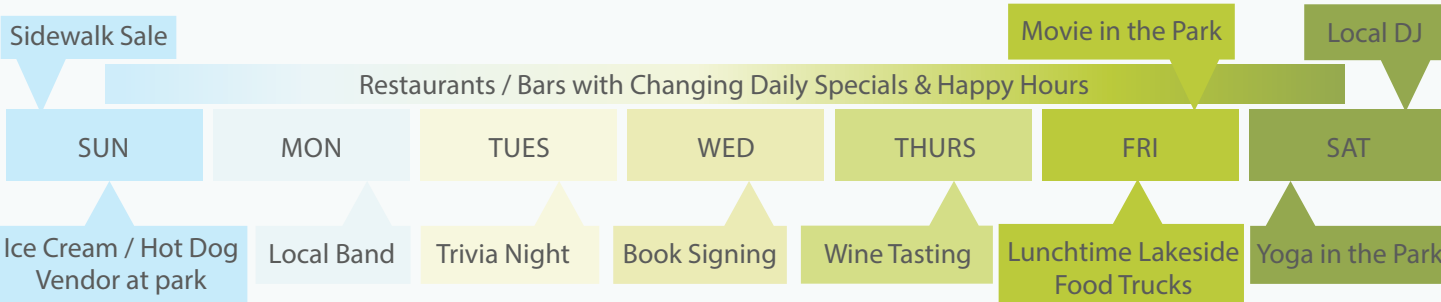 Sidewalk Sale
Movie in the Park
Local DJ
Restaurants / Bars with Changing Daily Specials & Happy Hours
SUN
MON
TUES
WED
THURS
FRI
SAT
Ice Cream / Hot Dog
Vendor at park
Local Band
Trivia Night
Book Signing
Wine Tasting
Lunchtime Lakeside
Food Trucks
Yoga in the Park